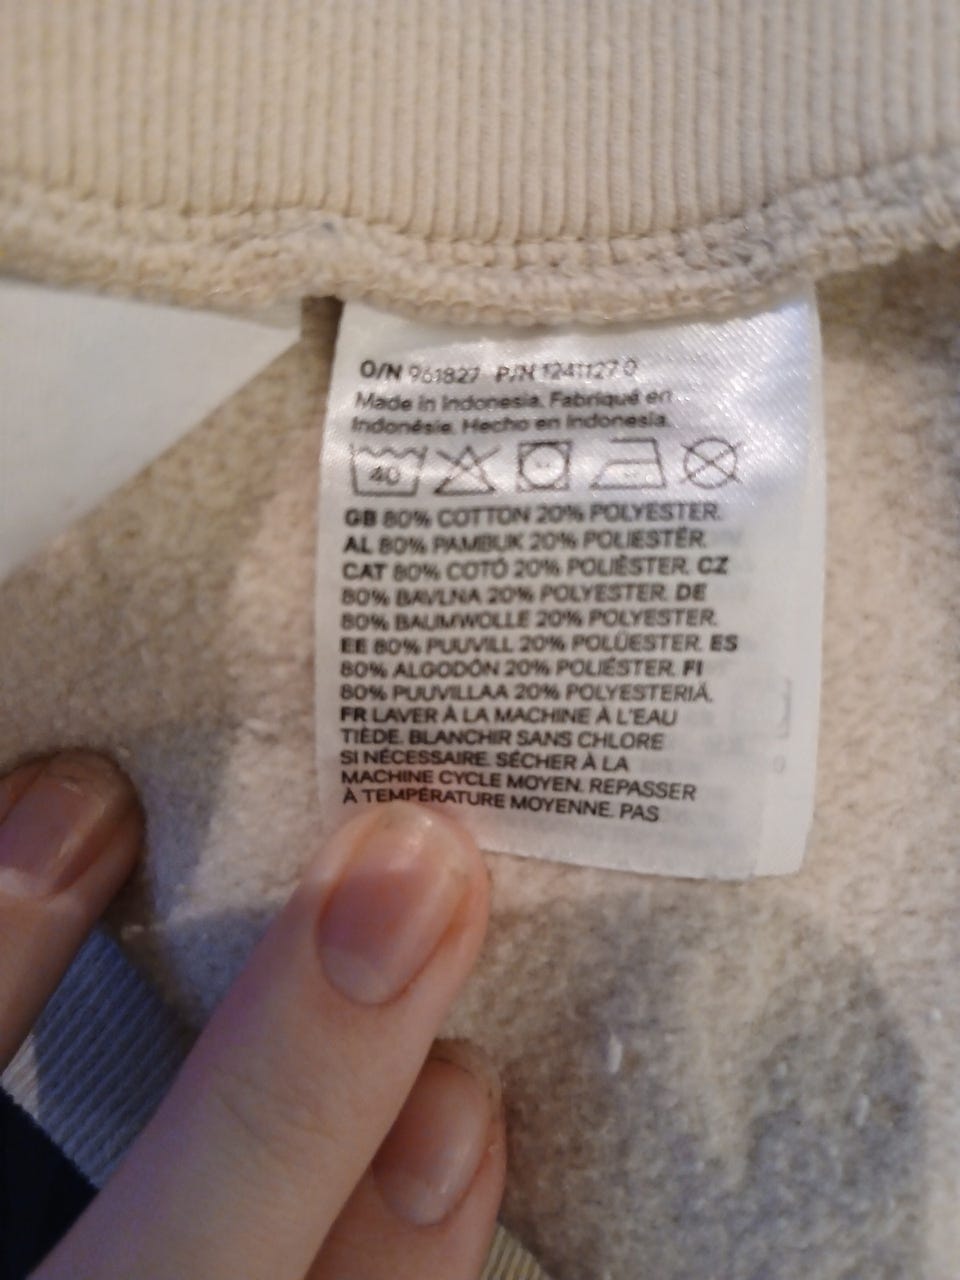 O/N 961827 P/N 1241127.0
Made in Indonesia. Fabriqué en
Indonésie. Hecho en Indonesia.
40
GB 80% COTTON 20% POLYESTER.
AL 80% PAMBUK 20% POLIESTËR.
CAT 80% COTÓ 20% POLIÈSTER. CZ
80% BAVLNA 20% POLYESTER. DE
80% BAUMWOLLE 20% POLYESTER.
EE 80% PUUVILL 20% POLÜESTER. ES
80% ALGODÓN 20% POLIÉSTER. FI
80% PUUVILLAA 20% POLYESTERIÄ.
FR LAVER À LA MACHINE À L'EAU
TIÈDE. BLANCHIR SANS CHLORE
SI NÉCESSAIRE. SÉCHER À LA
MACHINE CYCLE MOYEN. REPASSER
À TEMPÉRATURE MOYENNE. PAS